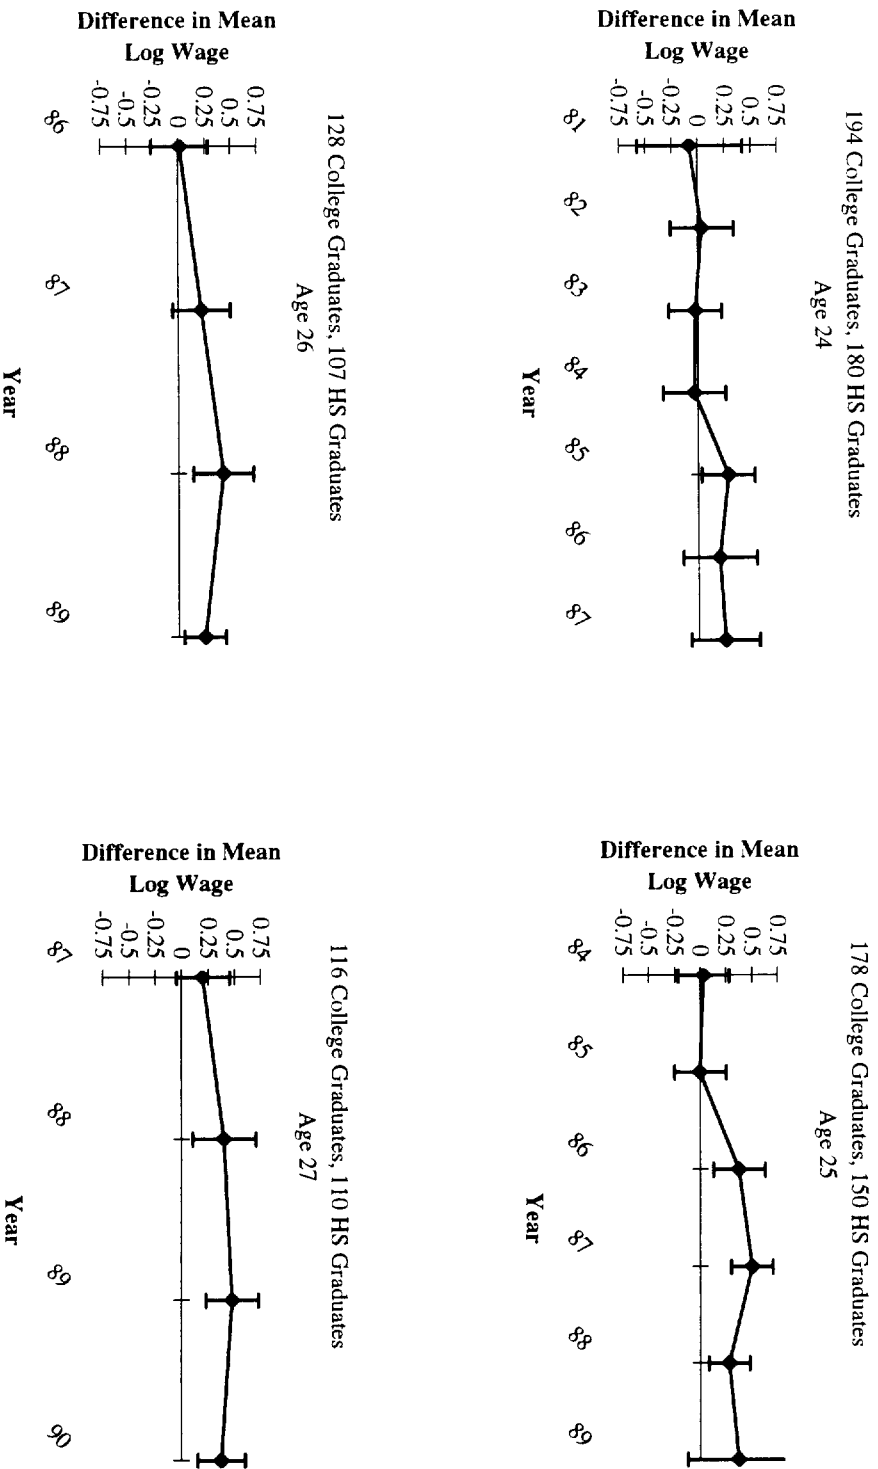 194 College Graduates, 180 HS Graduates
Age 24
Difference in Mean
Log Wage
0.75
0.5
0.25
0
-0.25
-0.5
-0.75
81
82
83
84
85
86
87
Year
178 College Graduates, 150 HS Graduates
Age 25
Difference in Mean
Log Wage
0.75
0.5
0.25
0
-0.25
-0.5
-0.75
84
85
86
87
88
89
Year
128 College Graduates, 107 HS Graduates
Age 26
Difference in Mean
Log Wage
0.75
0.5
0.25
0
-0.25
-0.5
-0.75
86
87
88
89
Year
116 College Graduates, 110 HS Graduates
Age 27
Difference in Mean
Log Wage
0.75
0.5
0.25
0
-0.25
-0.5
-0.75
87
88
89
90
Year